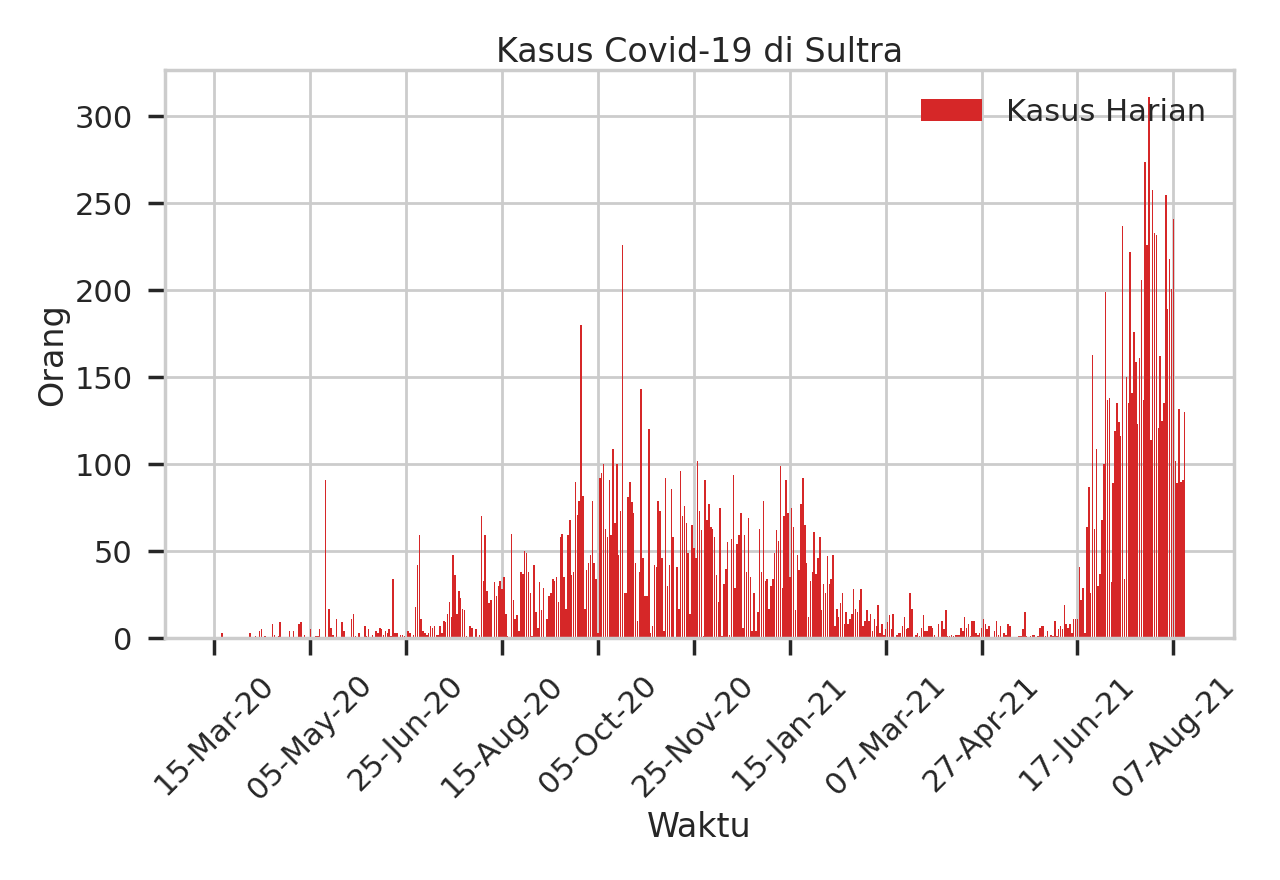 Kasus Covid-19 di Sultra
Kasus Harian
300
250
200
150
100
50
0
Orang
15-Mar-20
05-May-20
25-Jun-20
15-Aug-20
05-Oct-20
25-Nov-20
15-Jan-21
07-Mar-21
27-Apr-21
17-Jun-21
07-Aug-21
Waktu